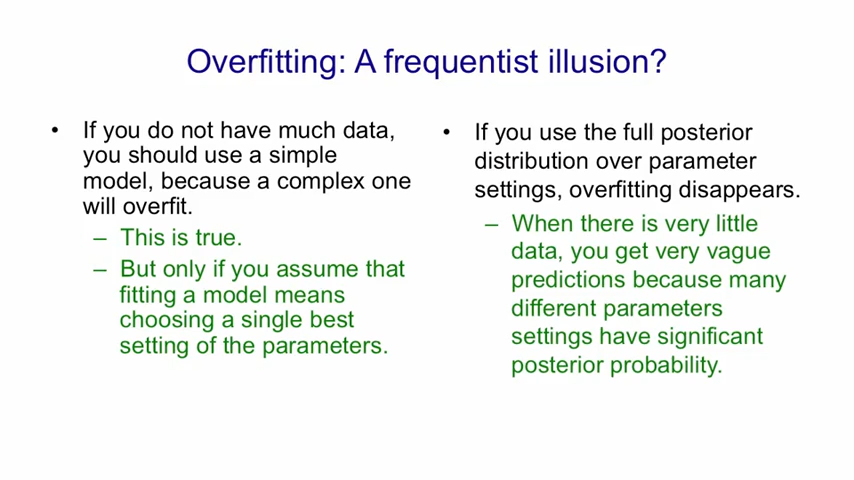 Overfitting: A frequentist illusion?
• If you do not have much data,
you should use a simple
model, because a complex one
will overfit.
– This is true.
– But only if you assume that
fitting a model means
choosing a single best
setting of the parameters.
• If you use the full posterior
distribution over parameter
settings, overfitting disappears.
– When there is very little
data, you get very vague
predictions because many
different parameters
settings have significant
posterior probability.